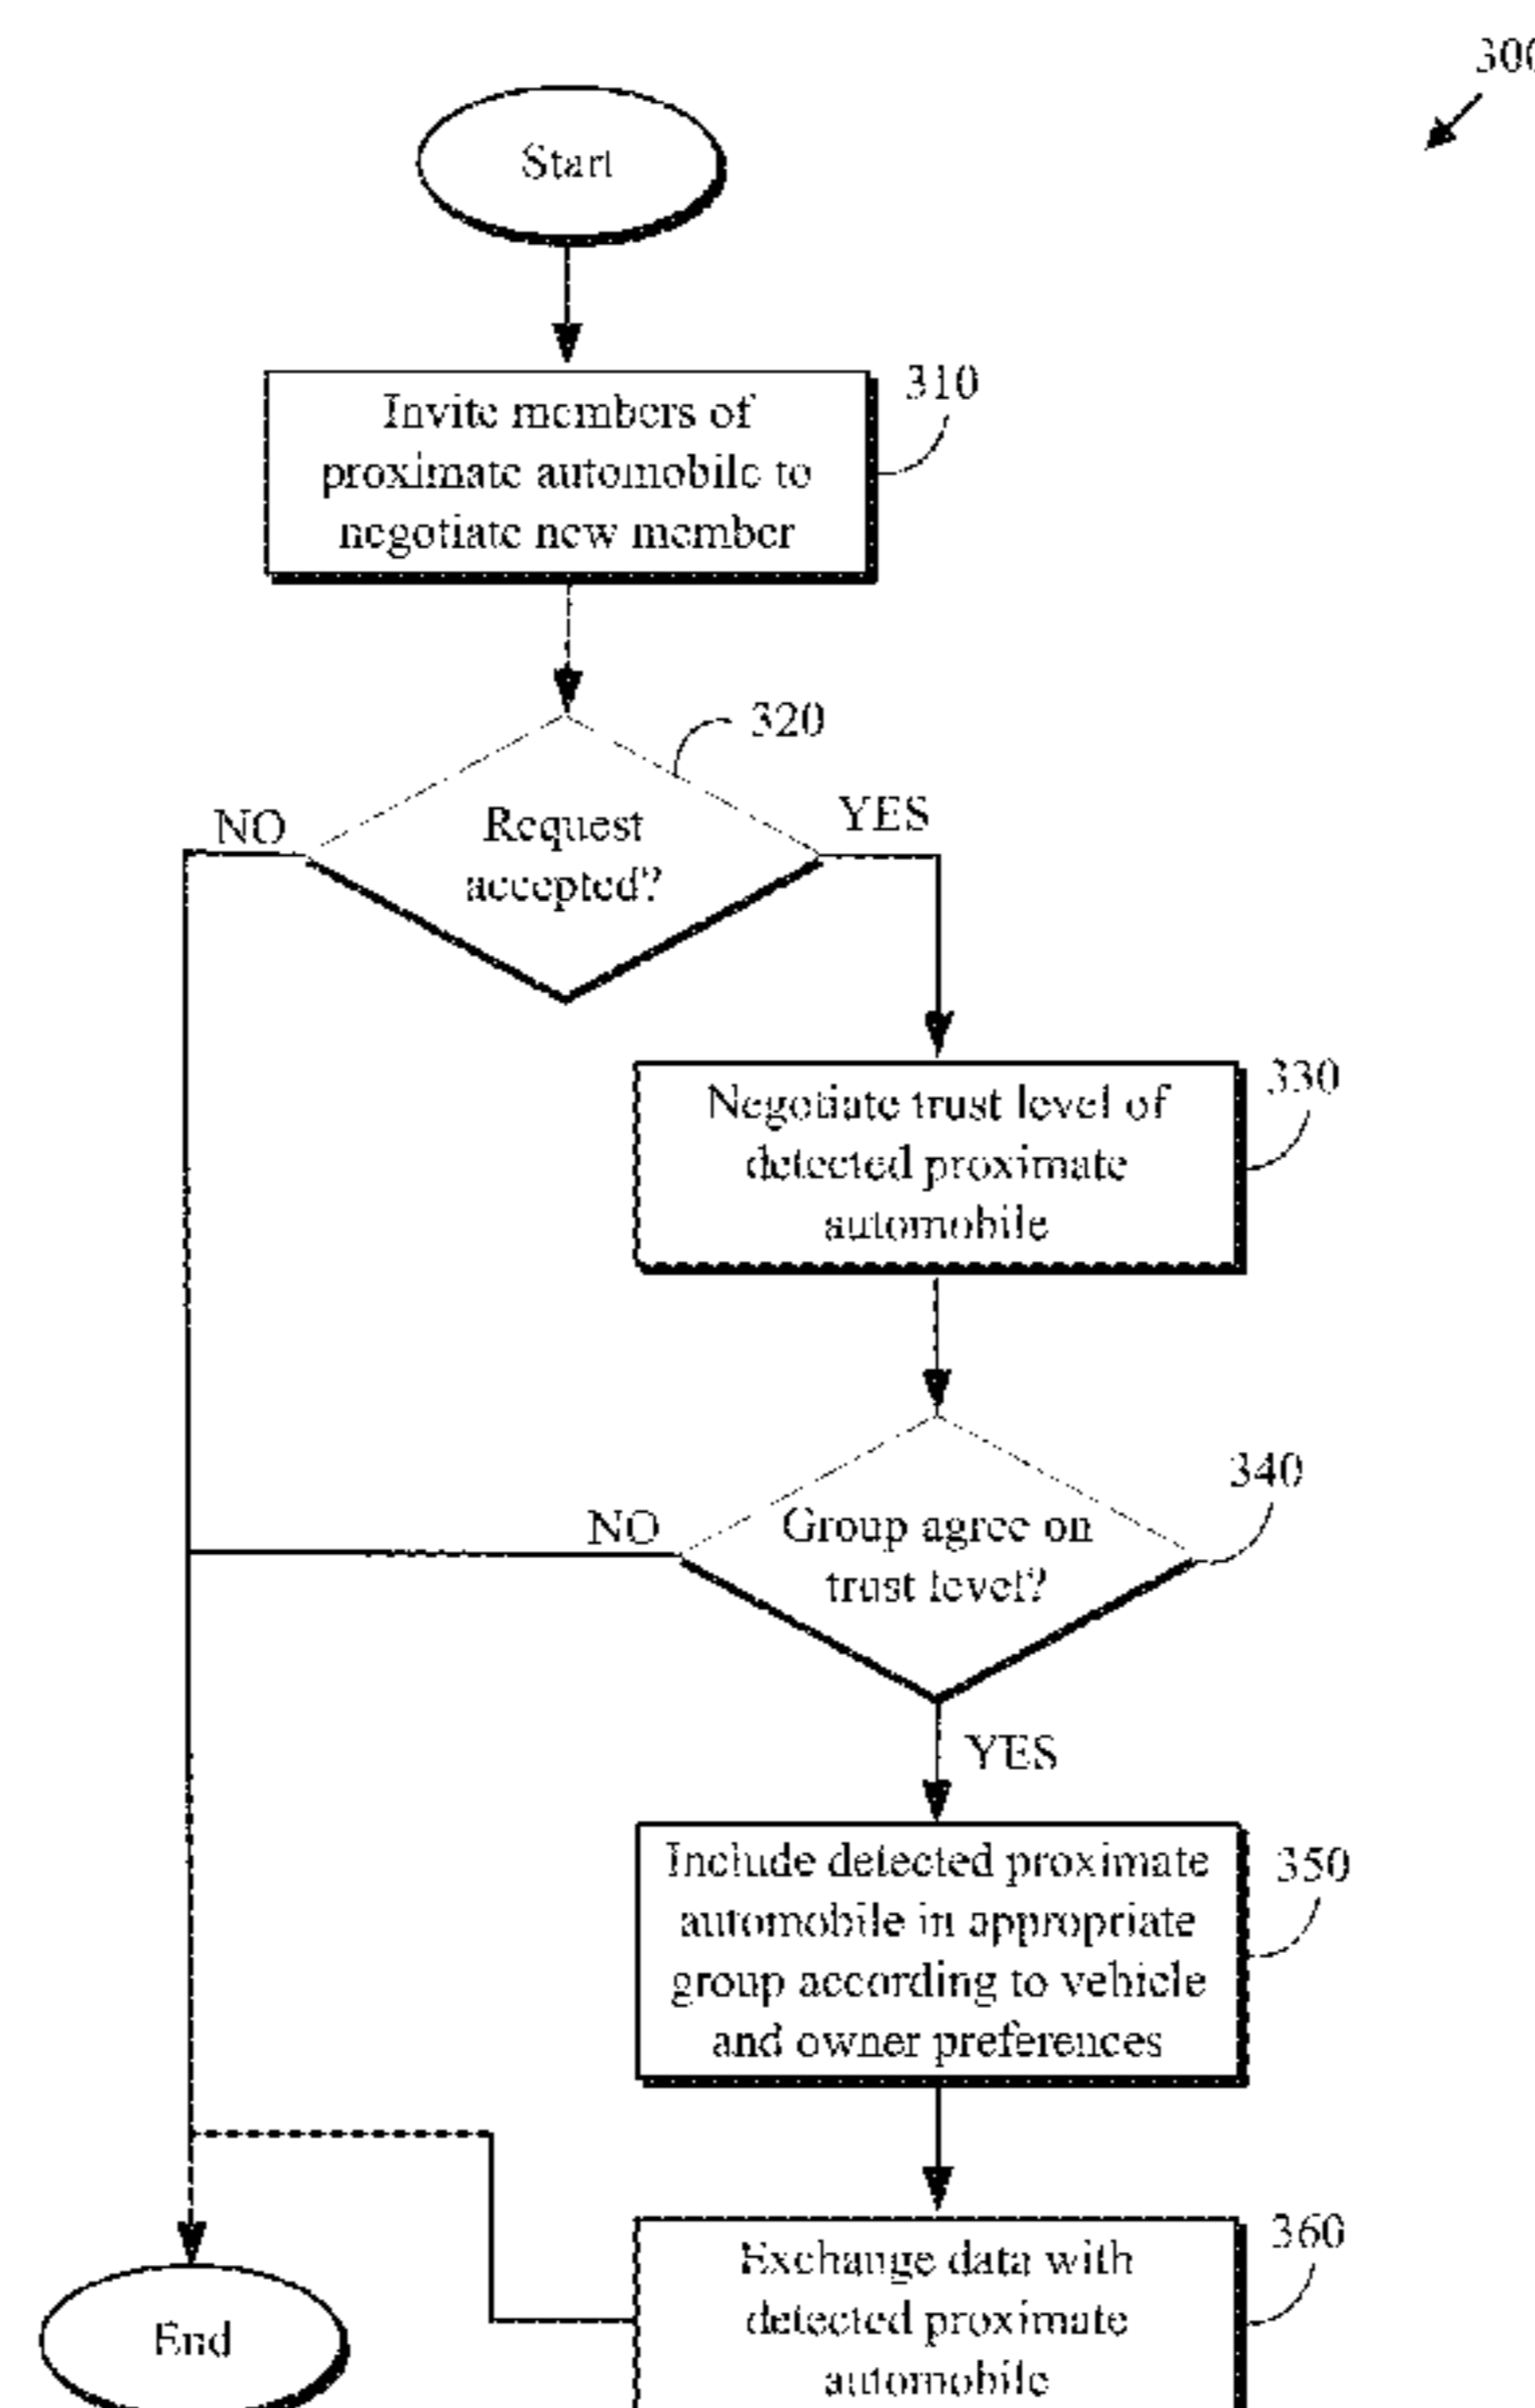 300
Start
310
Invite members of
proximate automobile to
negotiate new member
320
NO
YES
Request
accepted?
330
Negotiate trust level of
detected proximate
automobile
340
NO
Group agree on
trust level?
YES
350
Include detected proximate
automobile in appropriate
group according to vehicle
and owner preferences
360
Exchange data with
detected proximate
automobile
End